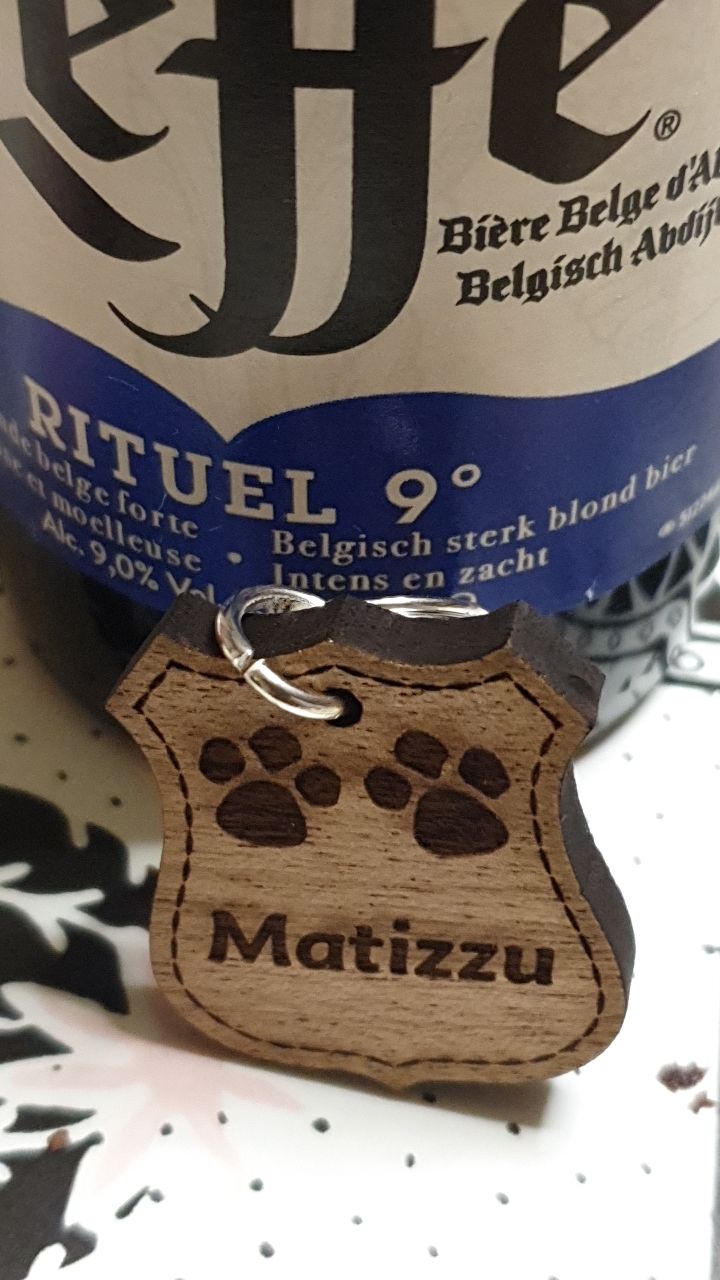 effe®
Bière Belge d'A
Belgisch Abdij
RITUEL 9°
belge forte
et moelleuse •
Alc. 9,0% Vol
Belgisch sterk blond bier
Intens en zacht
Matizzu